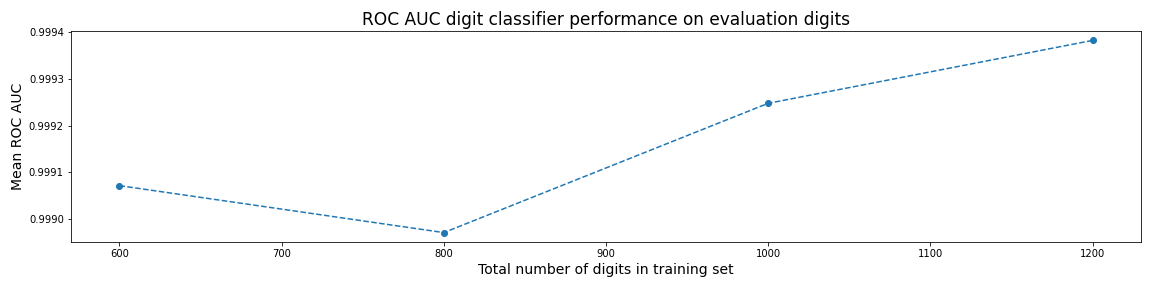 ROC AUC digit classifier performance on evaluation digits
Mean ROC AUC
0.9994
0.9993
0.9992
0.9991
0.9990
600 700 800 900 1000 1100 1200
Total number of digits in training set